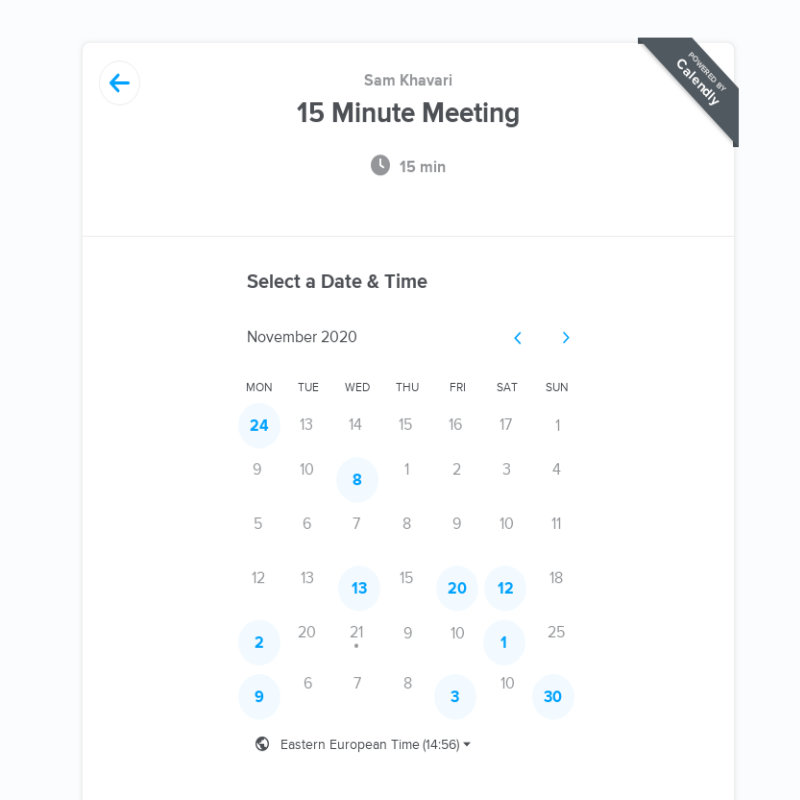 POWERED BY
Calendly
Sam Khavari
15 Minute Meeting
15 min
Select a Date & Time
November 2020
MON TUE WED THU FRI SAT SUN
24 13 14 15 16 17 1
9 10 8 1 2 3 4
5 6 7 8 9 10 11
12 13 13 15 20 12 18
2 20 21 9 10 1 25
9 6 7 8 3 10 30
Eastern European Time (14:56)